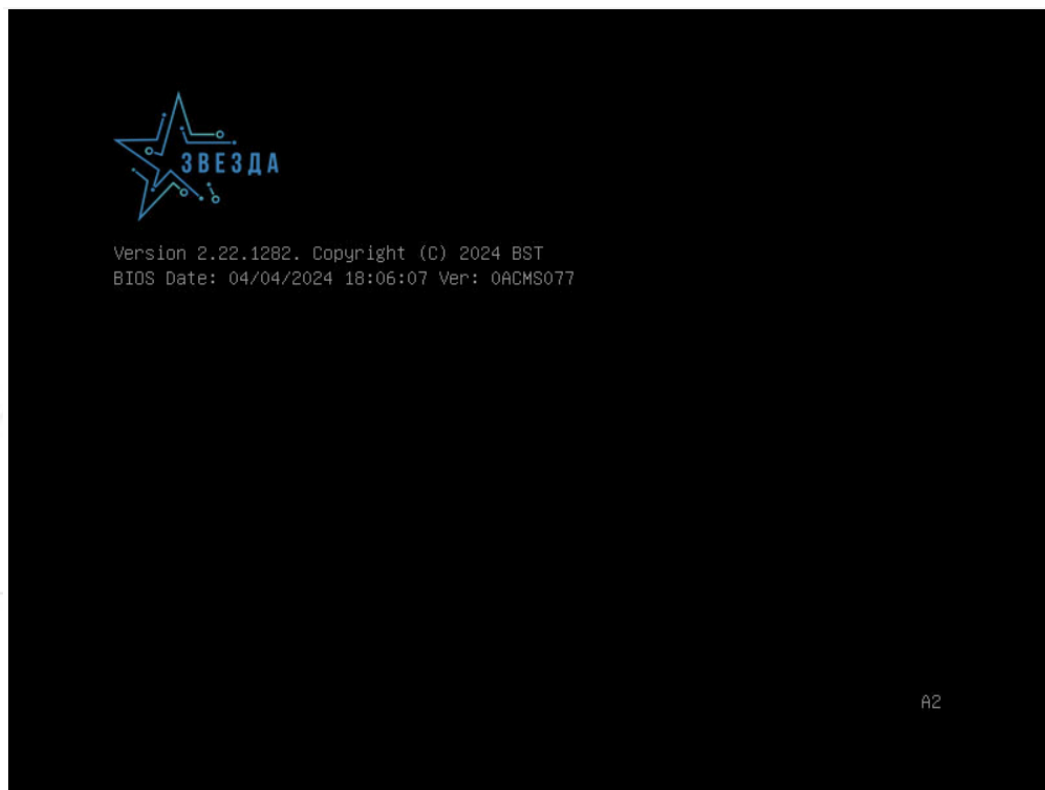 ЗВЕЗДА
Version 2.22.1282. Copyright (C) 2024 BST
BIOS Date: 04/04/2024 18:06:07 Ver: 0ACMS077
A2